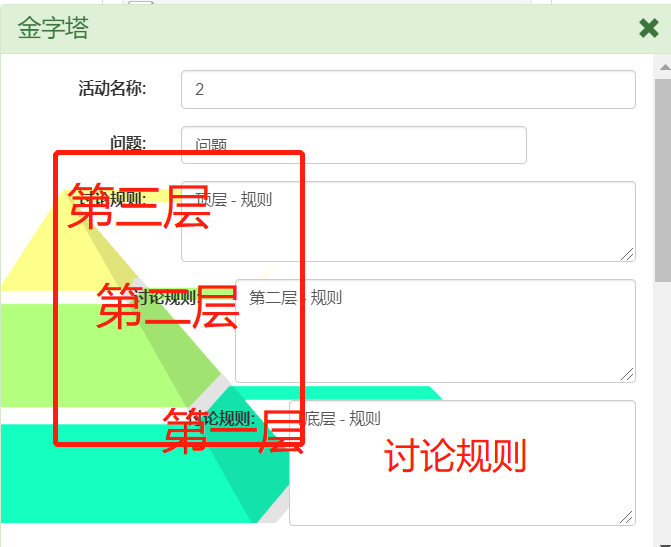 金字塔
活动名称:
2
问题:
问题
讨论规则:
顶层 - 规则
第三层
讨论规则:
第二层 - 规则
第二层
讨论规则:
底层 - 规则
第一层
讨论规则